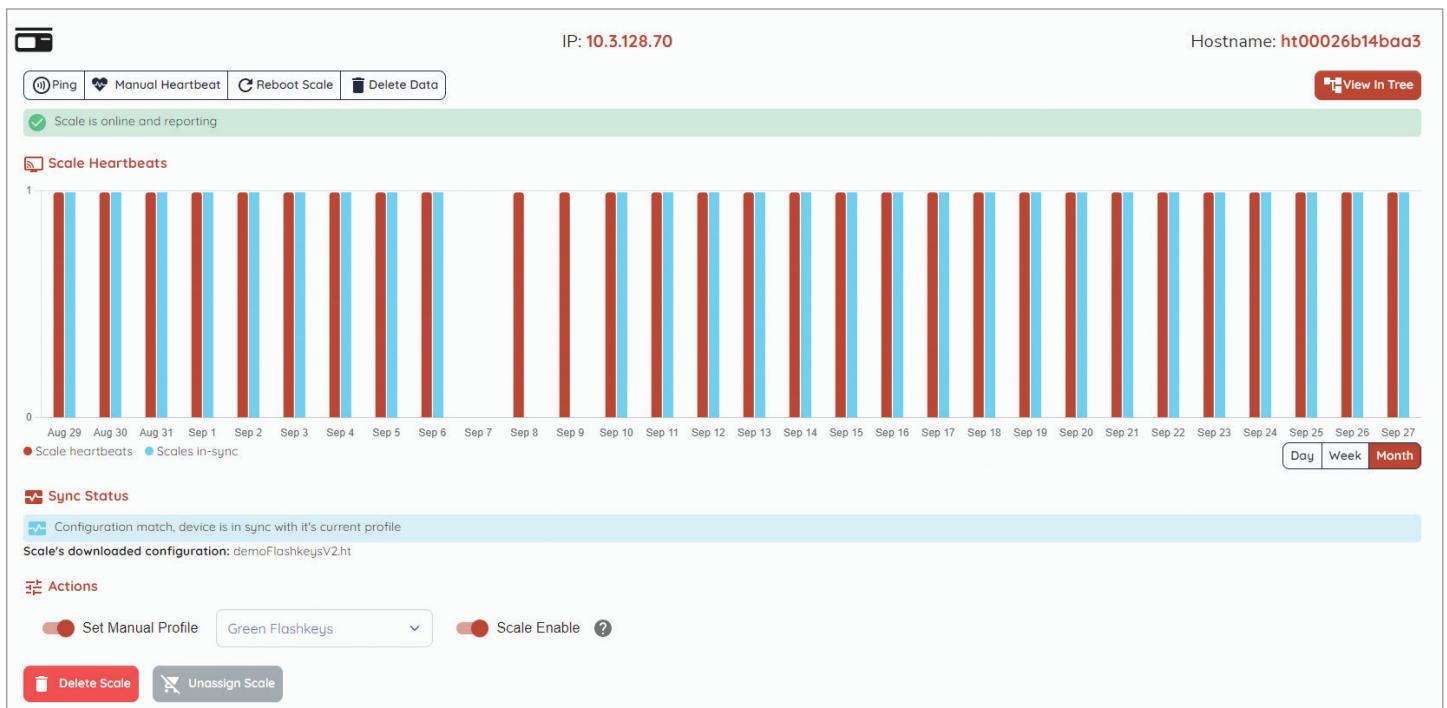 IP: 10.3.128.70
Hostname: ht00026b14baa3
Ping Manual Heartbeat Reboot Scale Delete Data
View In Tree
Scale is online and reporting
Scale Heartbeats
1
0
Aug 29 Aug 30 Aug 31 Sep 1 Sep 2 Sep 3 Sep 4 Sep 5 Sep 6 Sep 7 Sep 8 Sep 9 Sep 10 Sep 11 Sep 12 Sep 13 Sep 14 Sep 15 Sep 16 Sep 17 Sep 18 Sep 19 Sep 20 Sep 21 Sep 22 Sep 23 Sep 24 Sep 25 Sep 26 Sep 27
Scale heartbeats Scales in-sync
Day Week Month
Sync Status
Configuration match, device is in sync with it's current profile
Scale's downloaded configuration: demoFlashkeysV2.ht
Actions
Set Manual Profile Green Flashkeys Scale Enable ?
Delete Scale Unassign Scale